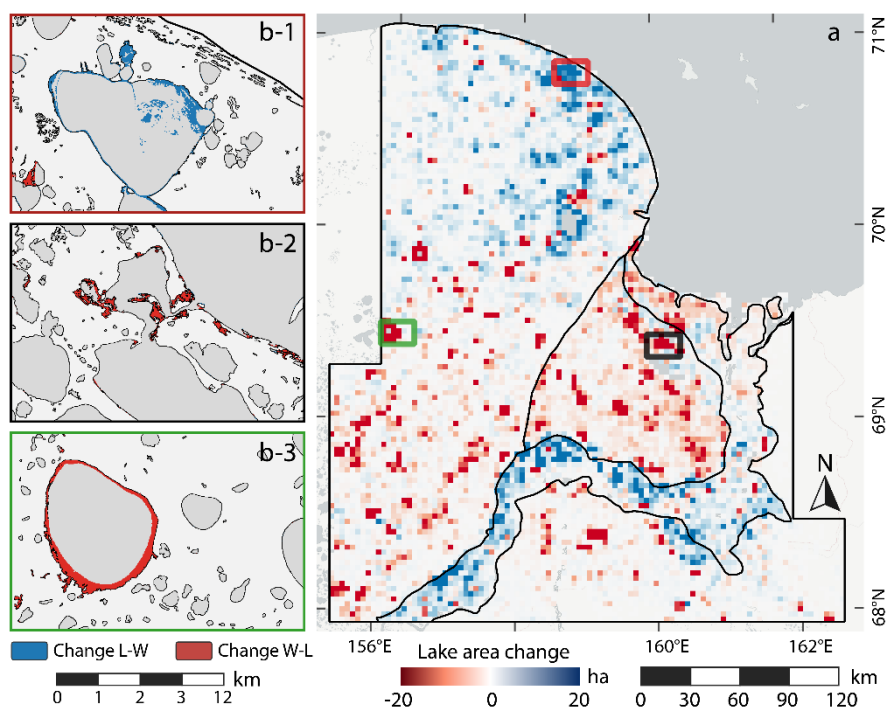 b-1
a
71°N
b-2
70°N
b-3
69°N
N
68°N
156°E
160°E
162°E
Change L-W
Change W-L
km
0
1
2
3
12
Lake area change
ha
-20
0
20
km
0
30
60
90
120